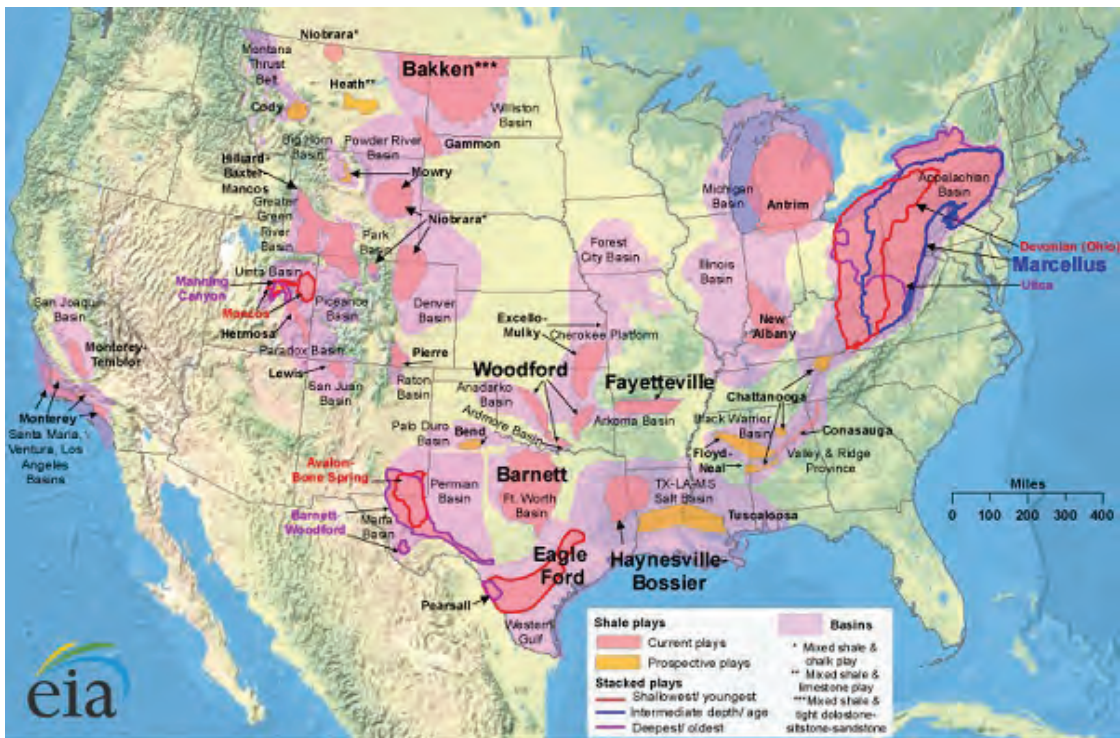 Niobrara*
Montana
Thrust
Belt
Bakken***
Heath**
Cody
Williston
Basin
Big Horn
Basin
Powder River
Basin
Gammon
Hilliard-
Baxter-
Mancos
Mowry
Greater
Green
River
Basin
Niobrara*
Park
Basin
Michigan
Basin
Antrim
Appalachian
Basin
Devonian (Ohio)
Marcellus
Utica
Forest
City Basin
Illinois
Basin
Uinta Basin
Manning
Canyon
Mancos
Piceance
Basin
Denver
Basin
San Joaquin
Basin
Hermosa
Excello-
Mulky
Cherokee Platform
New
Albany
Monterey-
Temblor
Paradox Basin
Pierre
Lewis
San Juan
Basin
Raton
Basin
Woodford
Anadarko
Basin
Fayetteville
Chattanooga
Monterey
Santa Maria,
Ventura, Los
Angeles
Basins
Palo Duro
Basin
Bend
Ardmore Basin
Arkoma Basin
Black Warrior
Basin
Conasauga
Floyd-
Neal
Valley & Ridge
Province
Avalon-
Bone Spring
Permian
Basin
Barnett
Ft. Worth
Basin
TX-LA-MS
Salt Basin
Tuscaloosa
Miles
0 100 200 300 400
Barnett-
Woodford
Marfa
Basin
Eagle
Ford
Haynesville-
Bossier
Pearsall
Western
Gulf
Shale plays
Current plays
Prospective plays
Stacked plays
Shallowest/ youngest
Intermediate depth/ age
Deepest/ oldest
Basins
* Mixed shale &
chalk play
** Mixed shale &
limestone play
***Mixed shale &
tight dolostone-
siltstone-sandstone
eia